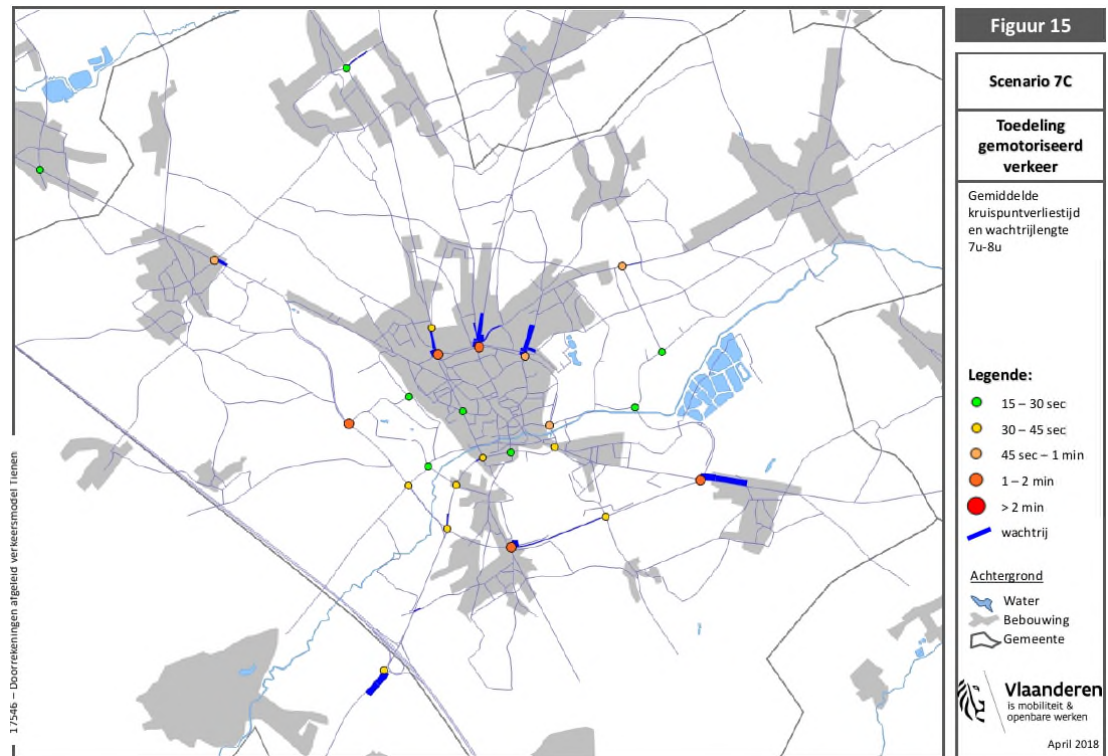 Figuur 15
Scenario 7C
Toedeling
gemotoriseerd
verkeer
Gemiddelde
kruispuntverliestijd
en wachtrijlengte
7u-8u
Legende:
15 – 30 sec
30 – 45 sec
45 sec – 1 min
1 – 2 min
> 2 min
wachtrij
Achtergrond
Water
Bebouwing
Gemeente
Vlaanderen
is mobiliteit &
openbare werken
April 2018
17546 – Doorrekeningen afgeleid verkeersmodel Tienen